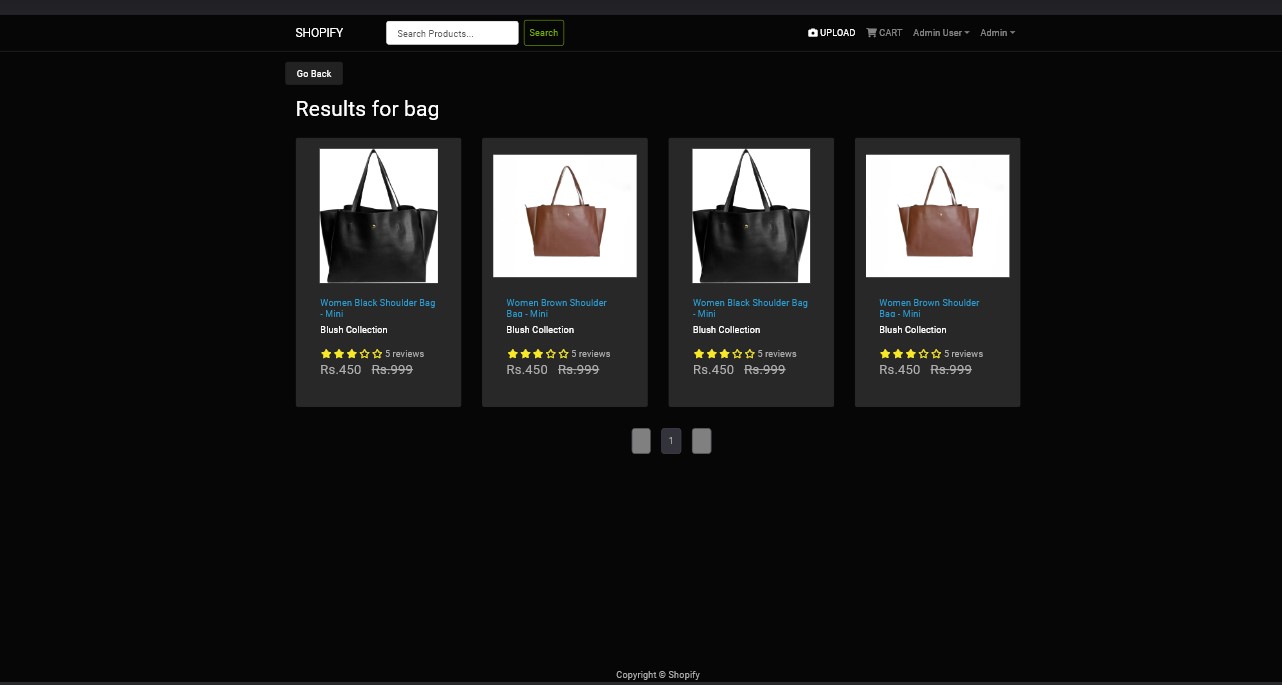 SHOPIFY
Search Products...
Search
UPLOAD
CART
Admin User
Admin
Go Back
Results for bag
Women Black Shoulder Bag
- Mini
Blush Collection
5 reviews
Rs.450 Rs.999
Women Brown Shoulder
Bag - Mini
Blush Collection
5 reviews
Rs.450 Rs.999
Women Black Shoulder Bag
- Mini
Blush Collection
5 reviews
Rs.450 Rs.999
Women Brown Shoulder
Bag - Mini
Blush Collection
5 reviews
Rs.450 Rs.999
1
Copyright © Shopify